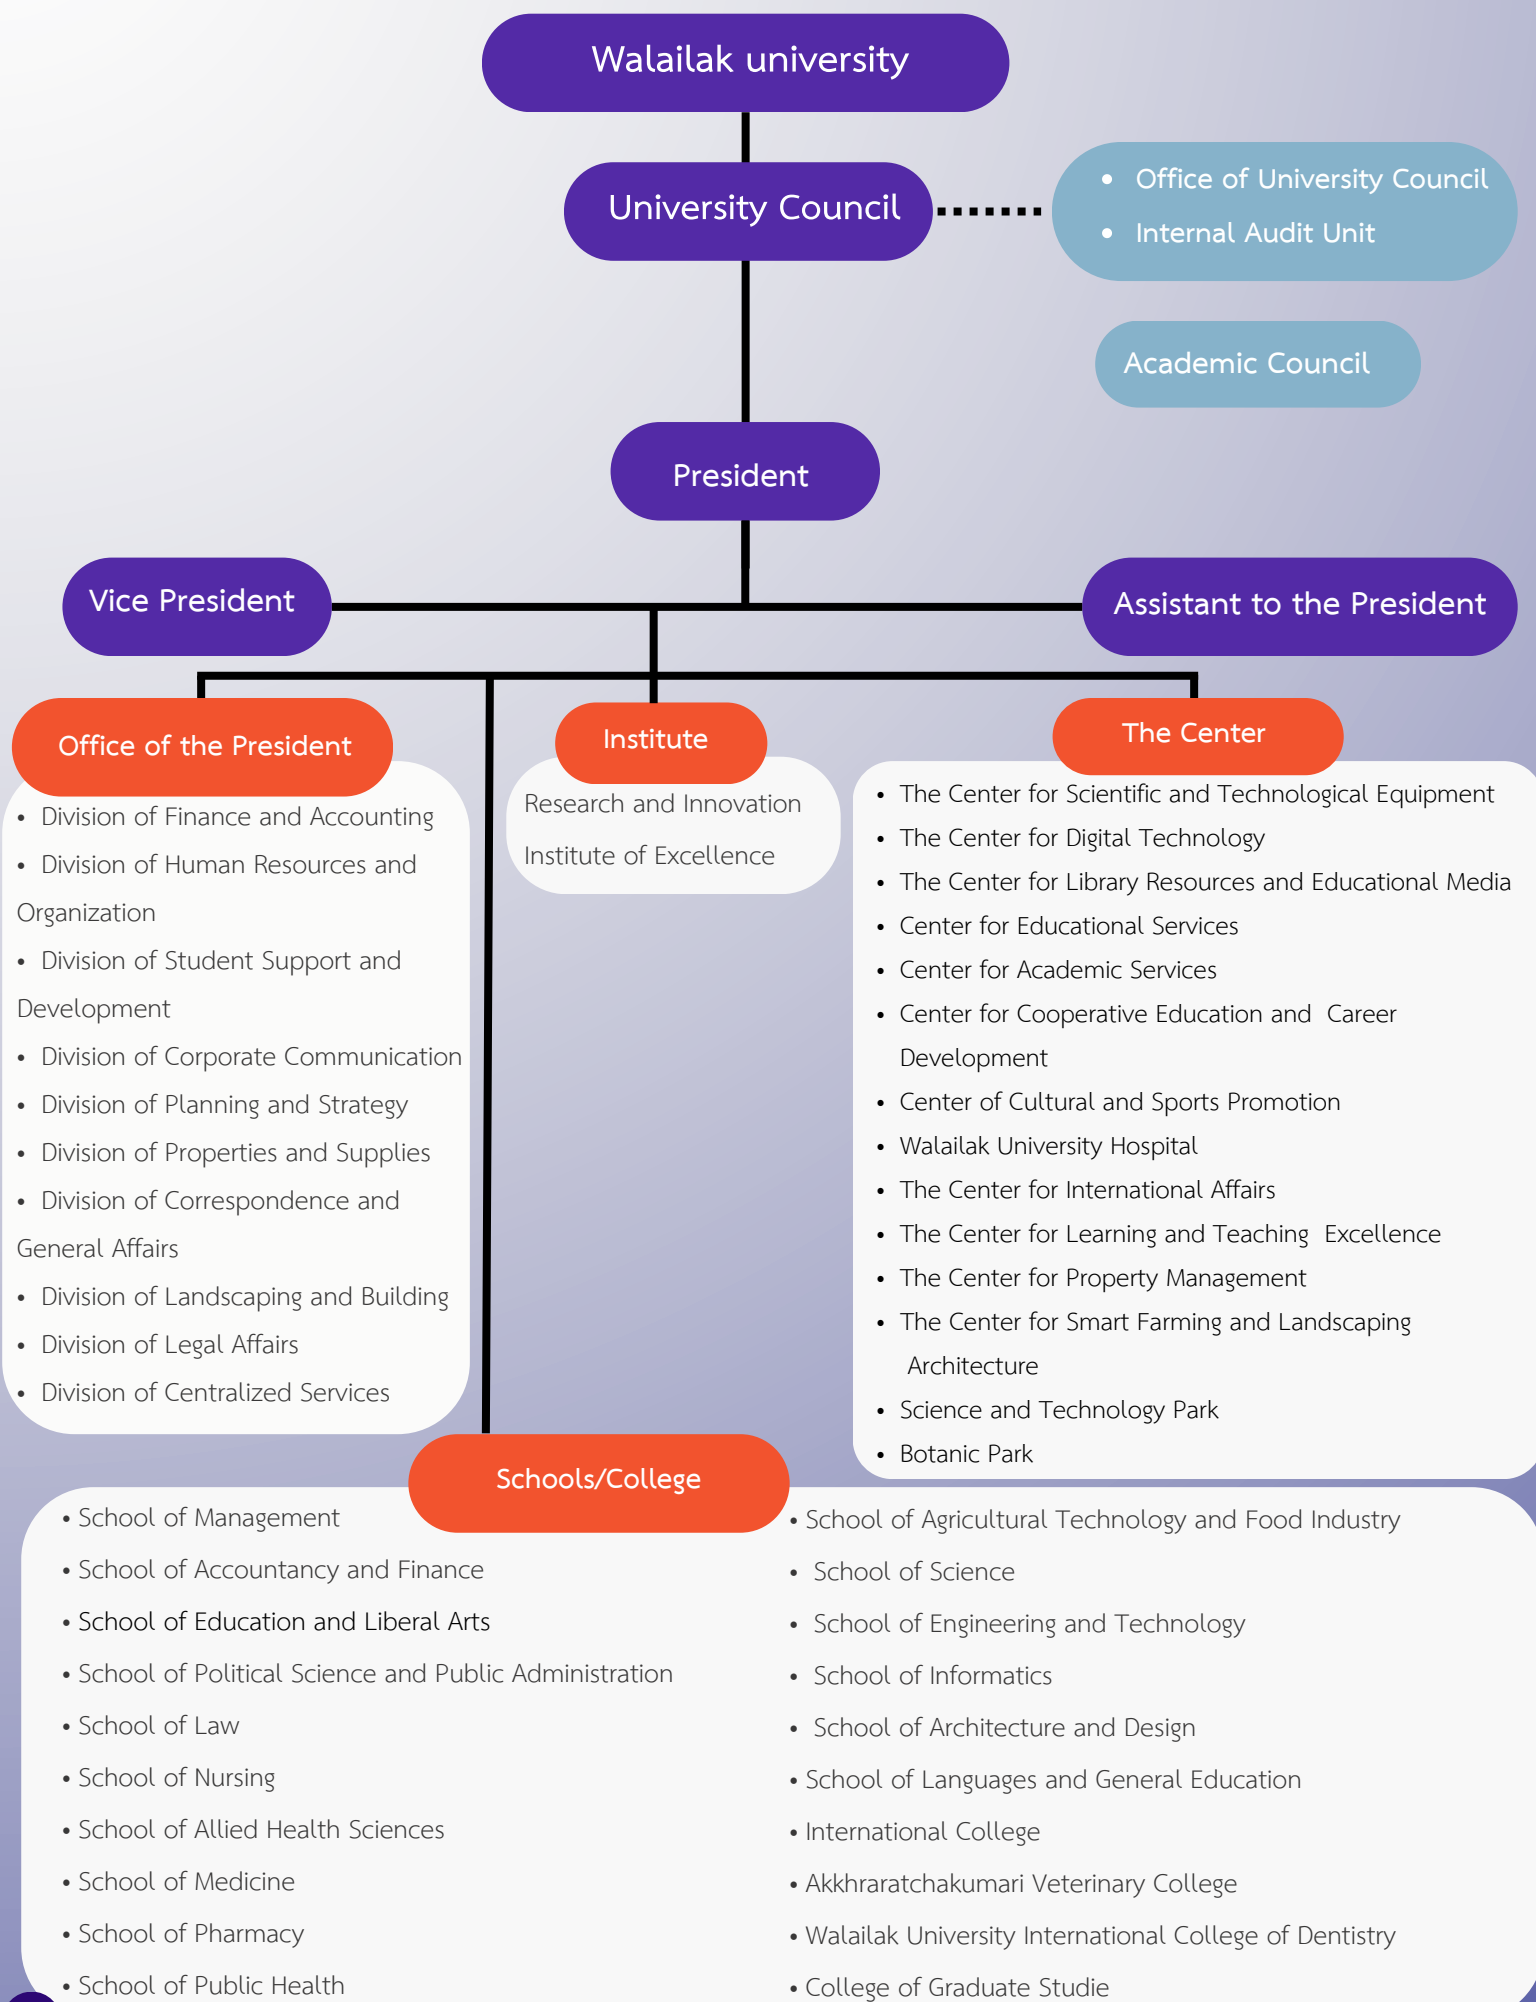 Walailak university
University Council
• Office of University Council
• Internal Audit Unit
Academic Council
President
Vice President
Assistant to the President
Office of the President
• Division of Finance and Accounting
• Division of Human Resources and
Organization
• Division of Student Support and
Development
• Division of Corporate Communication
• Division of Planning and Strategy
• Division of Properties and Supplies
• Division of Correspondence and
General Affairs
• Division of Landscaping and Building
• Division of Legal Affairs
• Division of Centralized Services
Institute
Research and Innovation
Institute of Excellence
The Center
• The Center for Scientific and Technological Equipment
• The Center for Digital Technology
• The Center for Library Resources and Educational Media
• Center for Educational Services
• Center for Academic Services
• Center for Cooperative Education and Career
Development
• Center of Cultural and Sports Promotion
• Walailak University Hospital
• The Center for International Affairs
• The Center for Learning and Teaching Excellence
• The Center for Property Management
• The Center for Smart Farming and Landscaping
Architecture
• Science and Technology Park
• Botanic Park
Schools/College
• School of Management
• School of Accountancy and Finance
• School of Education and Liberal Arts
• School of Political Science and Public Administration
• School of Law
• School of Nursing
• School of Allied Health Sciences
• School of Medicine
• School of Pharmacy
• School of Public Health
• School of Agricultural Technology and Food Industry
• School of Science
• School of Engineering and Technology
• School of Informatics
• School of Architecture and Design
• School of Languages and General Education
• International College
• Akkhraratchakumari Veterinary College
• Walailak University International College of Dentistry
• College of Graduate Studie